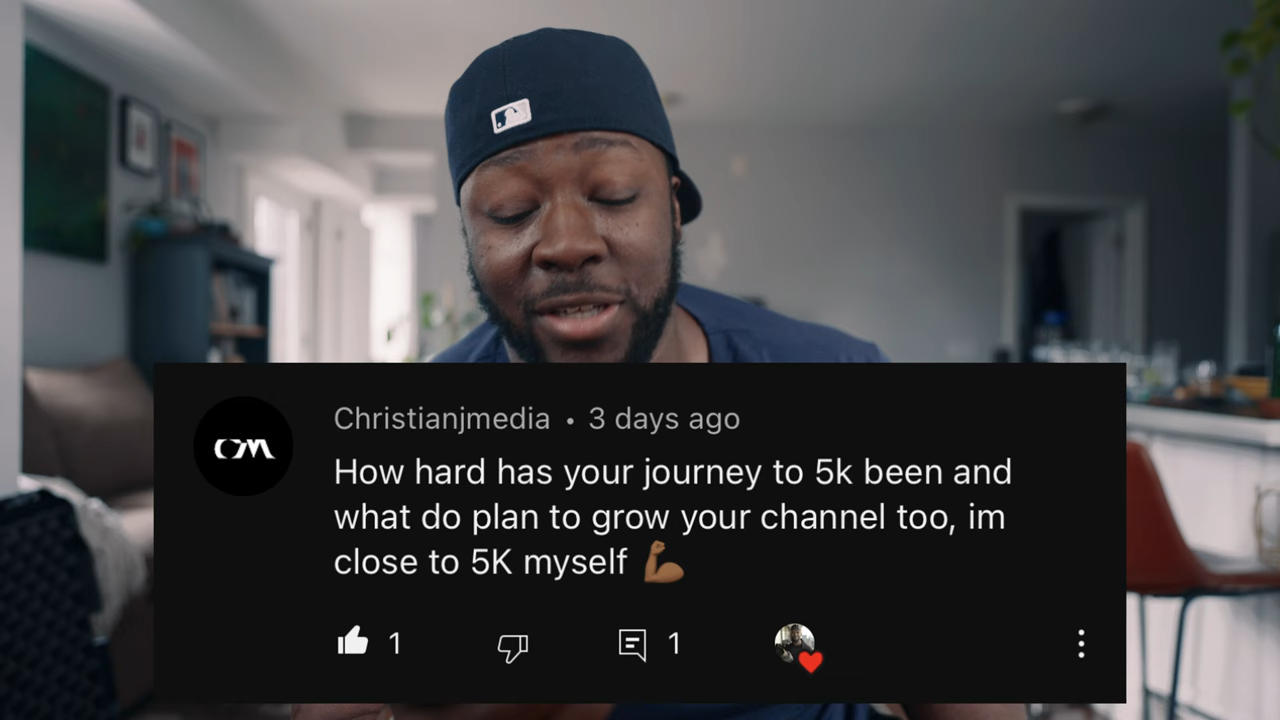 Christianjmedia • 3 days ago
How hard has your journey to 5k been and
what do plan to grow your channel too, im
close to 5K myself 💪🏾
1
1